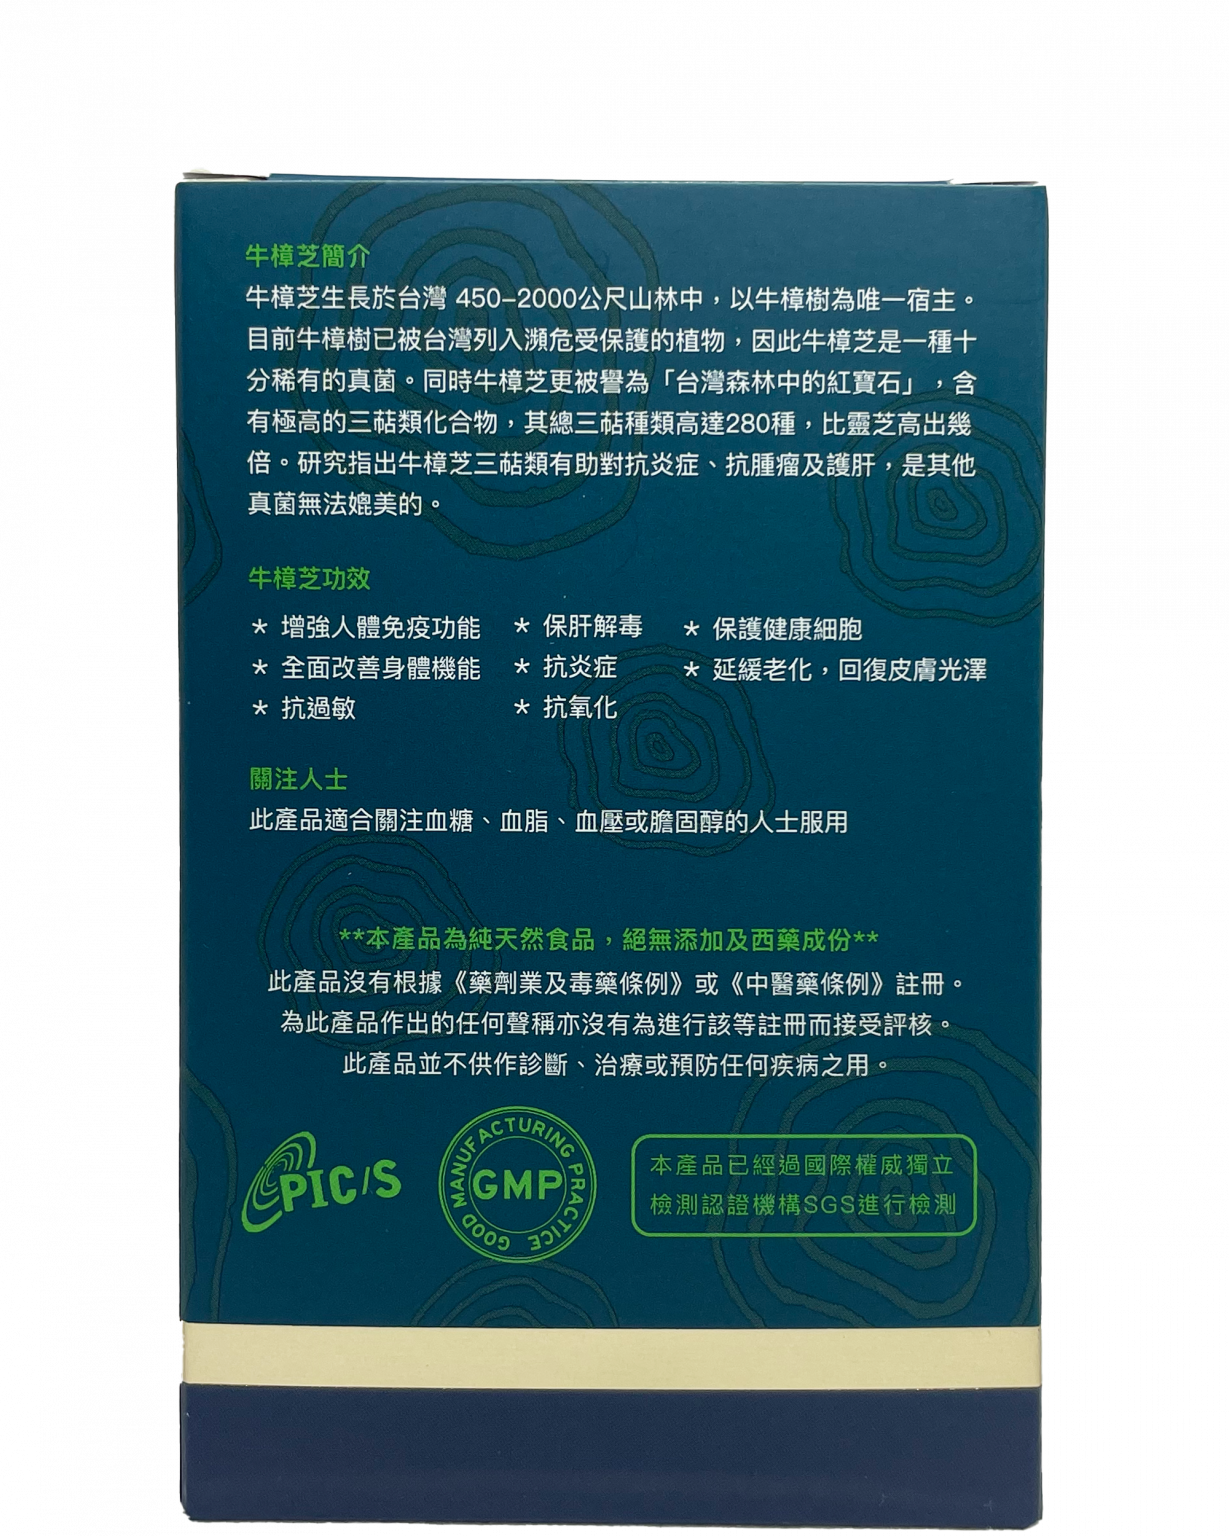 牛樟芝簡介
牛樟芝生長於台灣 450-2000公尺山林中，以牛樟樹為唯一宿主。
目前牛樟樹已被台灣列入瀕危受保護的植物，因此牛樟芝是一種十
分稀有的真菌。同時牛樟芝更被譽為「台灣森林中的紅寶石」，含
有極高的三萜類化合物，其總三萜種類高達280種，比靈芝高出幾
倍。研究指出牛樟芝三萜類有助對抗炎症、抗腫瘤及護肝，是其他
真菌無法媲美的。
牛樟芝功效
* 增強人體免疫功能 * 保肝解毒 * 保護健康細胞
* 全面改善身體機能 * 抗炎症 * 延緩老化，回復皮膚光澤
* 抗過敏 * 抗氧化
關注人士
此產品適合關注血糖、血脂、血壓或膽固醇的人士服用
**本產品為純天然食品，絕無添加及西藥成份**
此產品沒有根據《藥劑業及毒藥條例》或《中醫藥條例》註冊。
為此產品作出的任何聲稱亦沒有為進行該等註冊而接受評核。
此產品並不供作診斷、治療或預防任何疾病之用。
PIC/S
GOOD MANUFACTURING PRACTICE
GMP
本產品已經過國際權威獨立
檢測認證機構SGS進行檢測